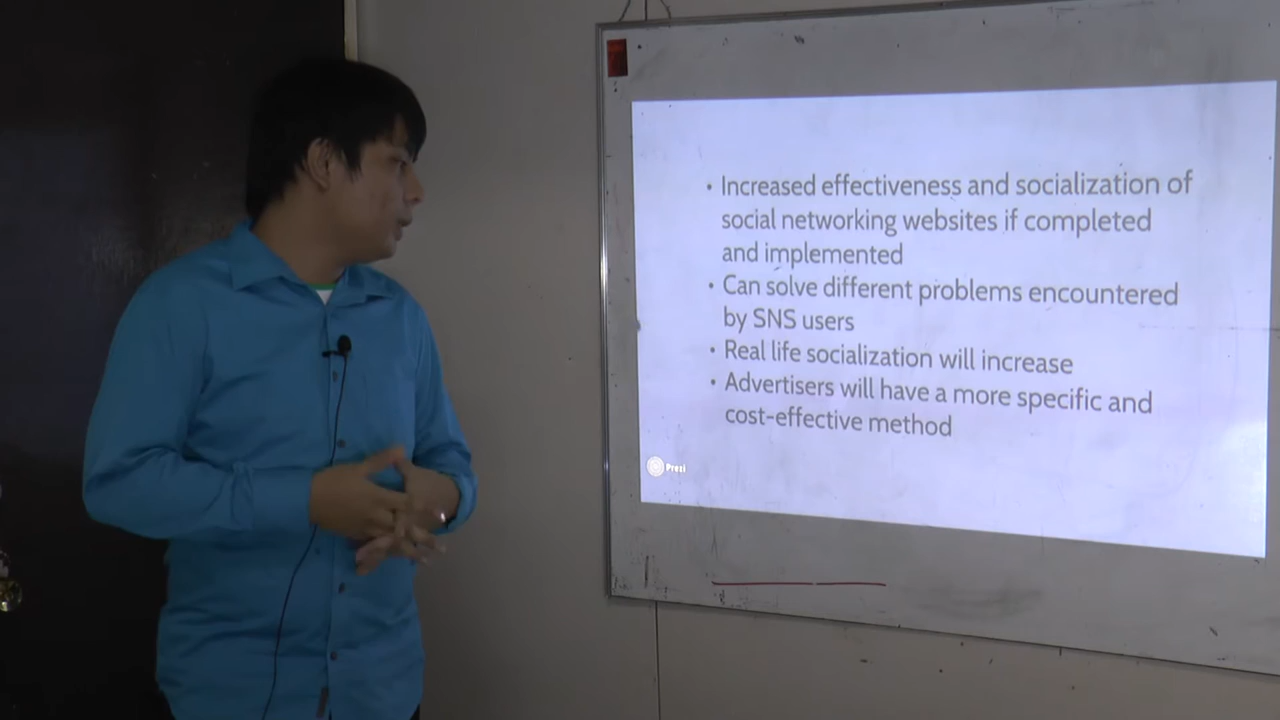 • Increased effectiveness and socialization of
social networking websites if completed
and implemented
• Can solve different problems encountered
by SNS users
• Real life socialization will increase
• Advertisers will have a more specific and
cost-effective method
Prezi